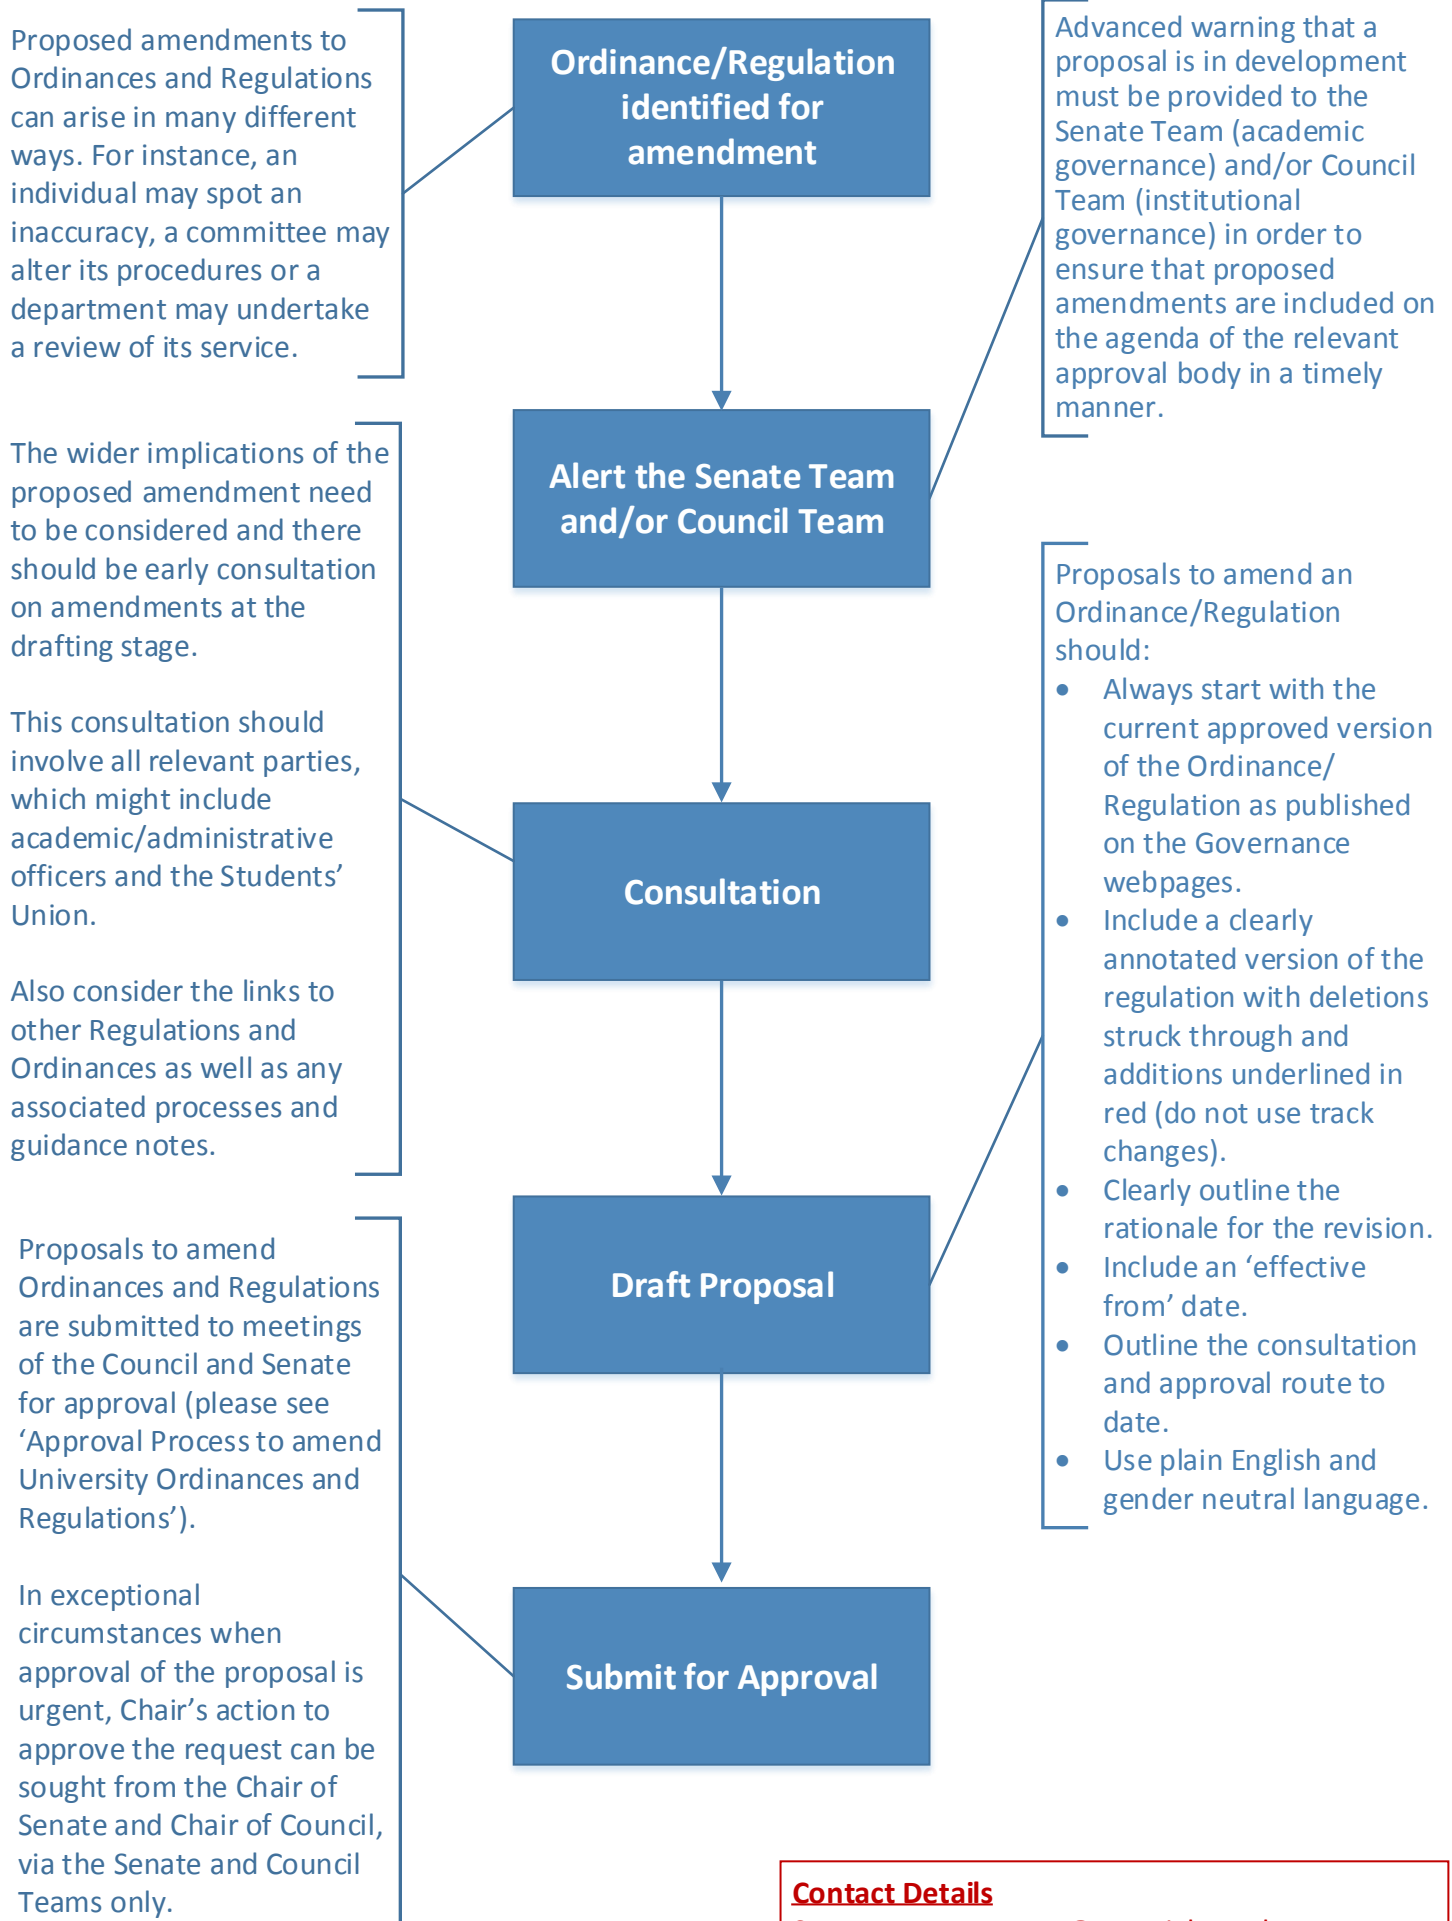 Proposed amendments to
Ordinances and Regulations
can arise in many different
ways. For instance, an
individual may spot an
inaccuracy, a committee may
alter its procedures or a
department may undertake
a review of its service.
Ordinance/Regulation
identified for
amendment
Advanced warning that a
proposal is in development
must be provided to the
Senate Team (academic
governance) and/or Council
Team (institutional
governance) in order to
ensure that proposed
amendments are included on
the agenda of the relevant
approval body in a timely
manner.
Alert the Senate Team
and/or Council Team
The wider implications of the
proposed amendment need
to be considered and there
should be early consultation
on amendments at the
drafting stage.
This consultation should
involve all relevant parties,
which might include
academic/administrative
officers and the Students’
Union.
Also consider the links to
other Regulations and
Ordinances as well as any
associated processes and
guidance notes.
Consultation
Proposals to amend an
Ordinance/Regulation
should:
• Always start with the
current approved version
of the Ordinance/
Regulation as published
on the Governance
webpages.
• Include a clearly
annotated version of the
regulation with deletions
struck through and
additions underlined in
red (do not use track
changes).
• Clearly outline the
rationale for the revision.
• Include an ‘effective
from’ date.
• Outline the consultation
and approval route to
date.
• Use plain English and
gender neutral language.
Draft Proposal
Proposals to amend
Ordinances and Regulations
are submitted to meetings
of the Council and Senate
for approval (please see
‘Approval Process to amend
University Ordinances and
Regulations’).
In exceptional
circumstances when
approval of the proposal is
urgent, Chair’s action to
approve the request can be
sought from the Chair of
Senate and Chair of Council,
via the Senate and Council
Teams only.
Submit for Approval
Contact Details